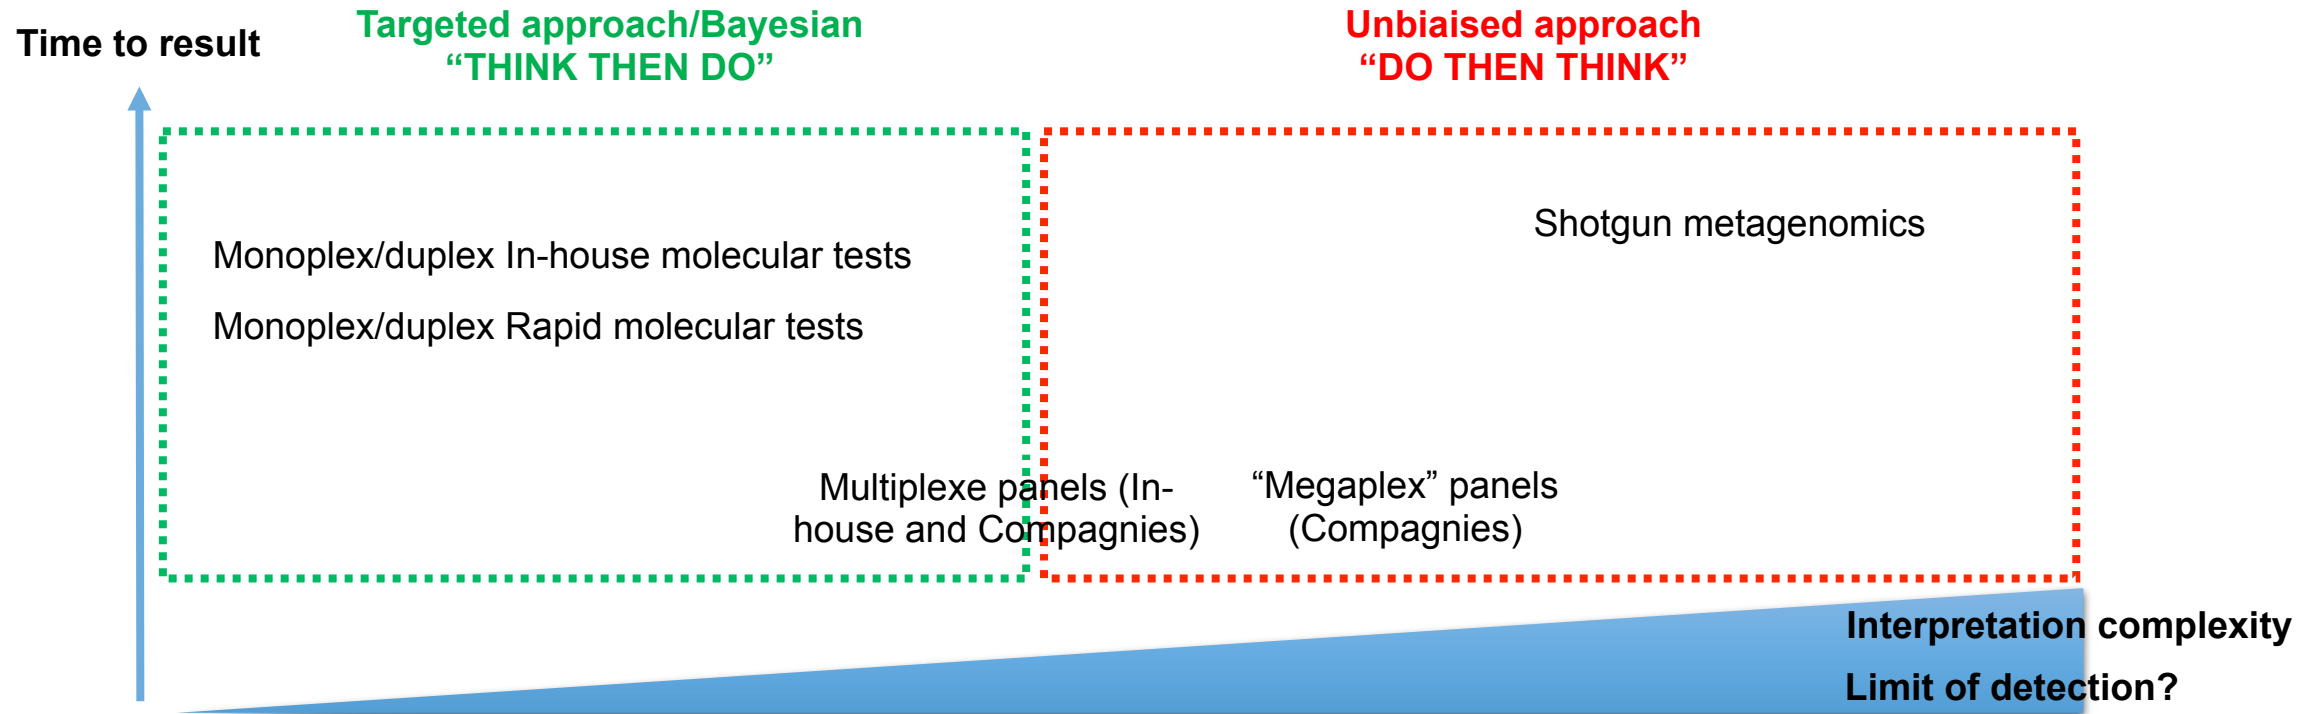 Time to result
Targeted approach/Bayesian
“THINK THEN DO”
Unbiaised approach
“DO THEN THINK”
Shotgun metagenomics
Monoplex/duplex In-house molecular tests
Monoplex/duplex Rapid molecular tests
Multiplexe panels (In-
house and Compagnies)
“Megaplex” panels
(Compagnies)
Interpretation complexity
Limit of detection?